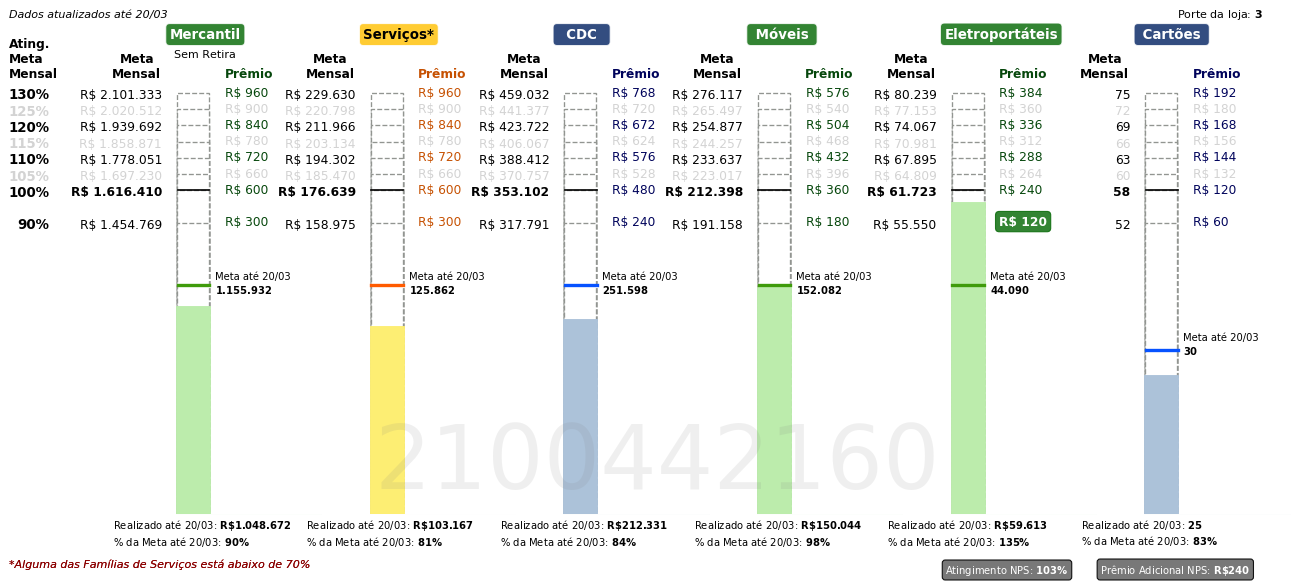 Dados atualizados até 20/03
Porte da loja: 3
Mercantil Serviços* CDC Móveis Eletroportáteis Cartões
Sem Retira
Ating. Meta Mensal
Meta Mensal Prêmio Meta Mensal Prêmio Meta Mensal Prêmio Meta Mensal Prêmio Meta Mensal Prêmio Meta Mensal Prêmio
130% R$ 2.101.333 R$ 960 R$ 229.630 R$ 960 R$ 459.032 R$ 768 R$ 276.117 R$ 576 R$ 80.239 R$ 384 75 R$ 192
125% R$ 2.020.512 R$ 900 R$ 220.798 R$ 900 R$ 441.377 R$ 720 R$ 265.497 R$ 540 R$ 77.153 R$ 360 72 R$ 180
120% R$ 1.939.692 R$ 840 R$ 211.966 R$ 840 R$ 423.722 R$ 672 R$ 254.877 R$ 504 R$ 74.067 R$ 336 69 R$ 168
115% R$ 1.858.871 R$ 780 R$ 203.134 R$ 780 R$ 406.067 R$ 624 R$ 244.257 R$ 468 R$ 70.981 R$ 312 66 R$ 156
110% R$ 1.778.051 R$ 720 R$ 194.302 R$ 720 R$ 388.412 R$ 576 R$ 233.637 R$ 432 R$ 67.895 R$ 288 63 R$ 144
105% R$ 1.697.230 R$ 660 R$ 185.470 R$ 660 R$ 370.757 R$ 528 R$ 223.017 R$ 396 R$ 64.809 R$ 264 60 R$ 132
100% R$ 1.616.410 R$ 600 R$ 176.639 R$ 600 R$ 353.102 R$ 480 R$ 212.398 R$ 360 R$ 61.723 R$ 240 58 R$ 120
90% R$ 1.454.769 R$ 300 R$ 158.975 R$ 300 R$ 317.791 R$ 240 R$ 191.158 R$ 180 R$ 55.550 R$ 120 52 R$ 60
Meta até 20/03 Meta até 20/03 Meta até 20/03 Meta até 20/03 Meta até 20/03
1.155.932 125.862 251.598 152.082 44.090
Meta até 20/03
30
2100442160
Realizado até 20/03: R$1.048.672 Realizado até 20/03: R$103.167 Realizado até 20/03: R$212.331 Realizado até 20/03: R$150.044 Realizado até 20/03: R$59.613 Realizado até 20/03: 25
% da Meta até 20/03: 90% % da Meta até 20/03: 81% % da Meta até 20/03: 84% % da Meta até 20/03: 98% % da Meta até 20/03: 135% % da Meta até 20/03: 83%
*Alguma das Famílias de Serviços está abaixo de 70%
Atingimento NPS: 103% Prêmio Adicional NPS: R$240